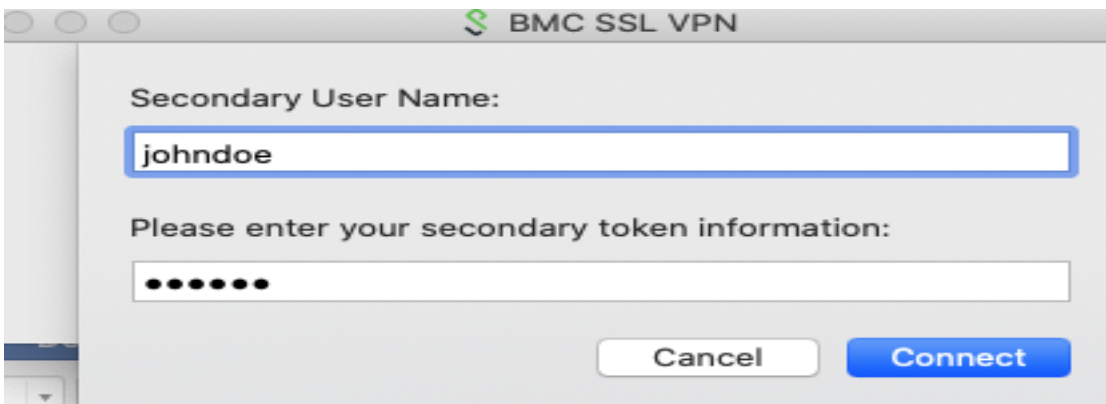 BMC SSL VPN
Secondary User Name:
johndoe
Please enter your secondary token information:
••••••
Cancel Connect